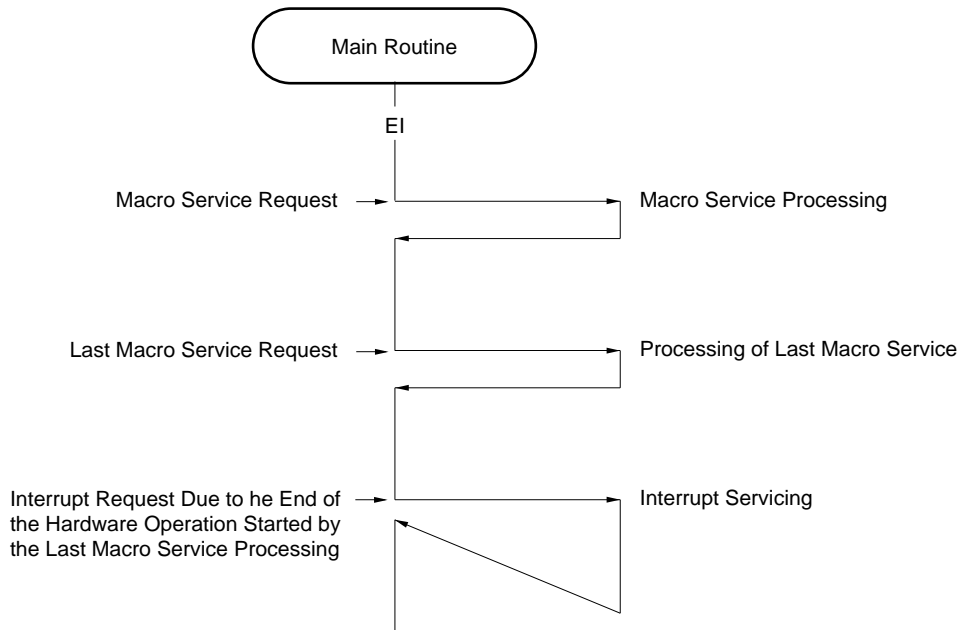 Main Routine
EI
Macro Service Request
Macro Service Processing
Last Macro Service Request
Processing of Last Macro Service
Interrupt Request Due to he End of
the Hardware Operation Started by
the Last Macro Service Processing
Interrupt Servicing